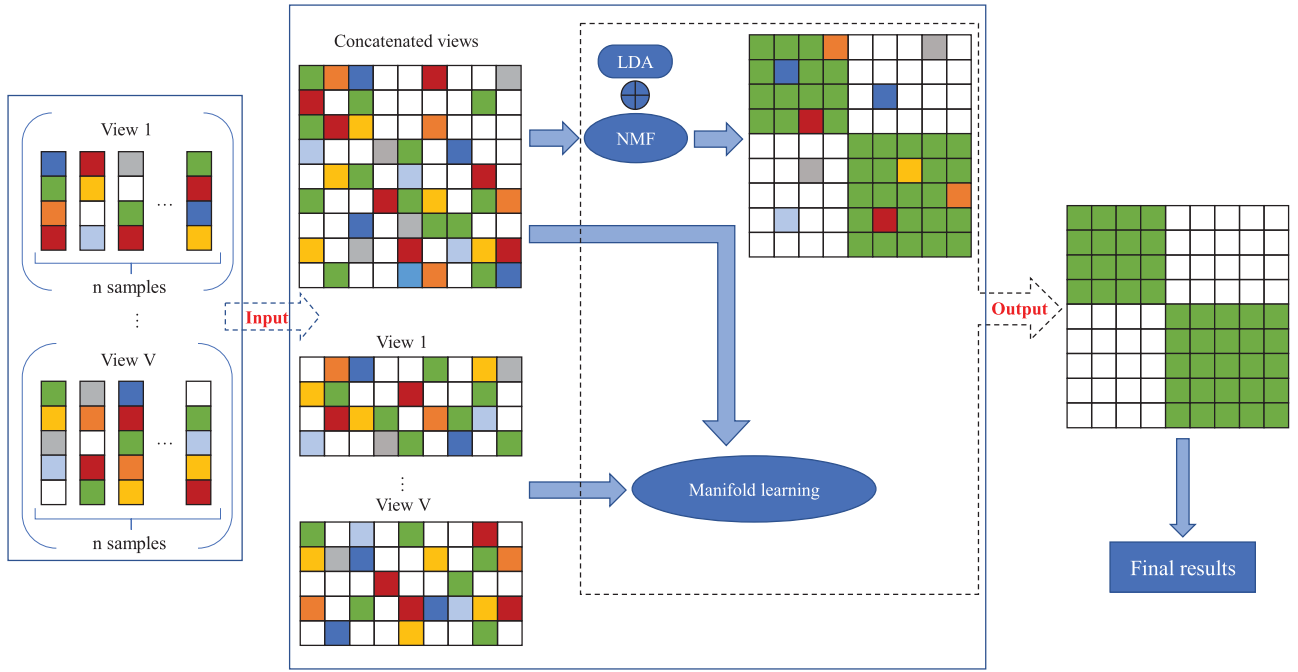 View 1
...
n samples
⋮
View V
...
n samples
Input
Concatenated views
View 1
⋮
View V
LDA
NMF
Manifold learning
Output
Final results